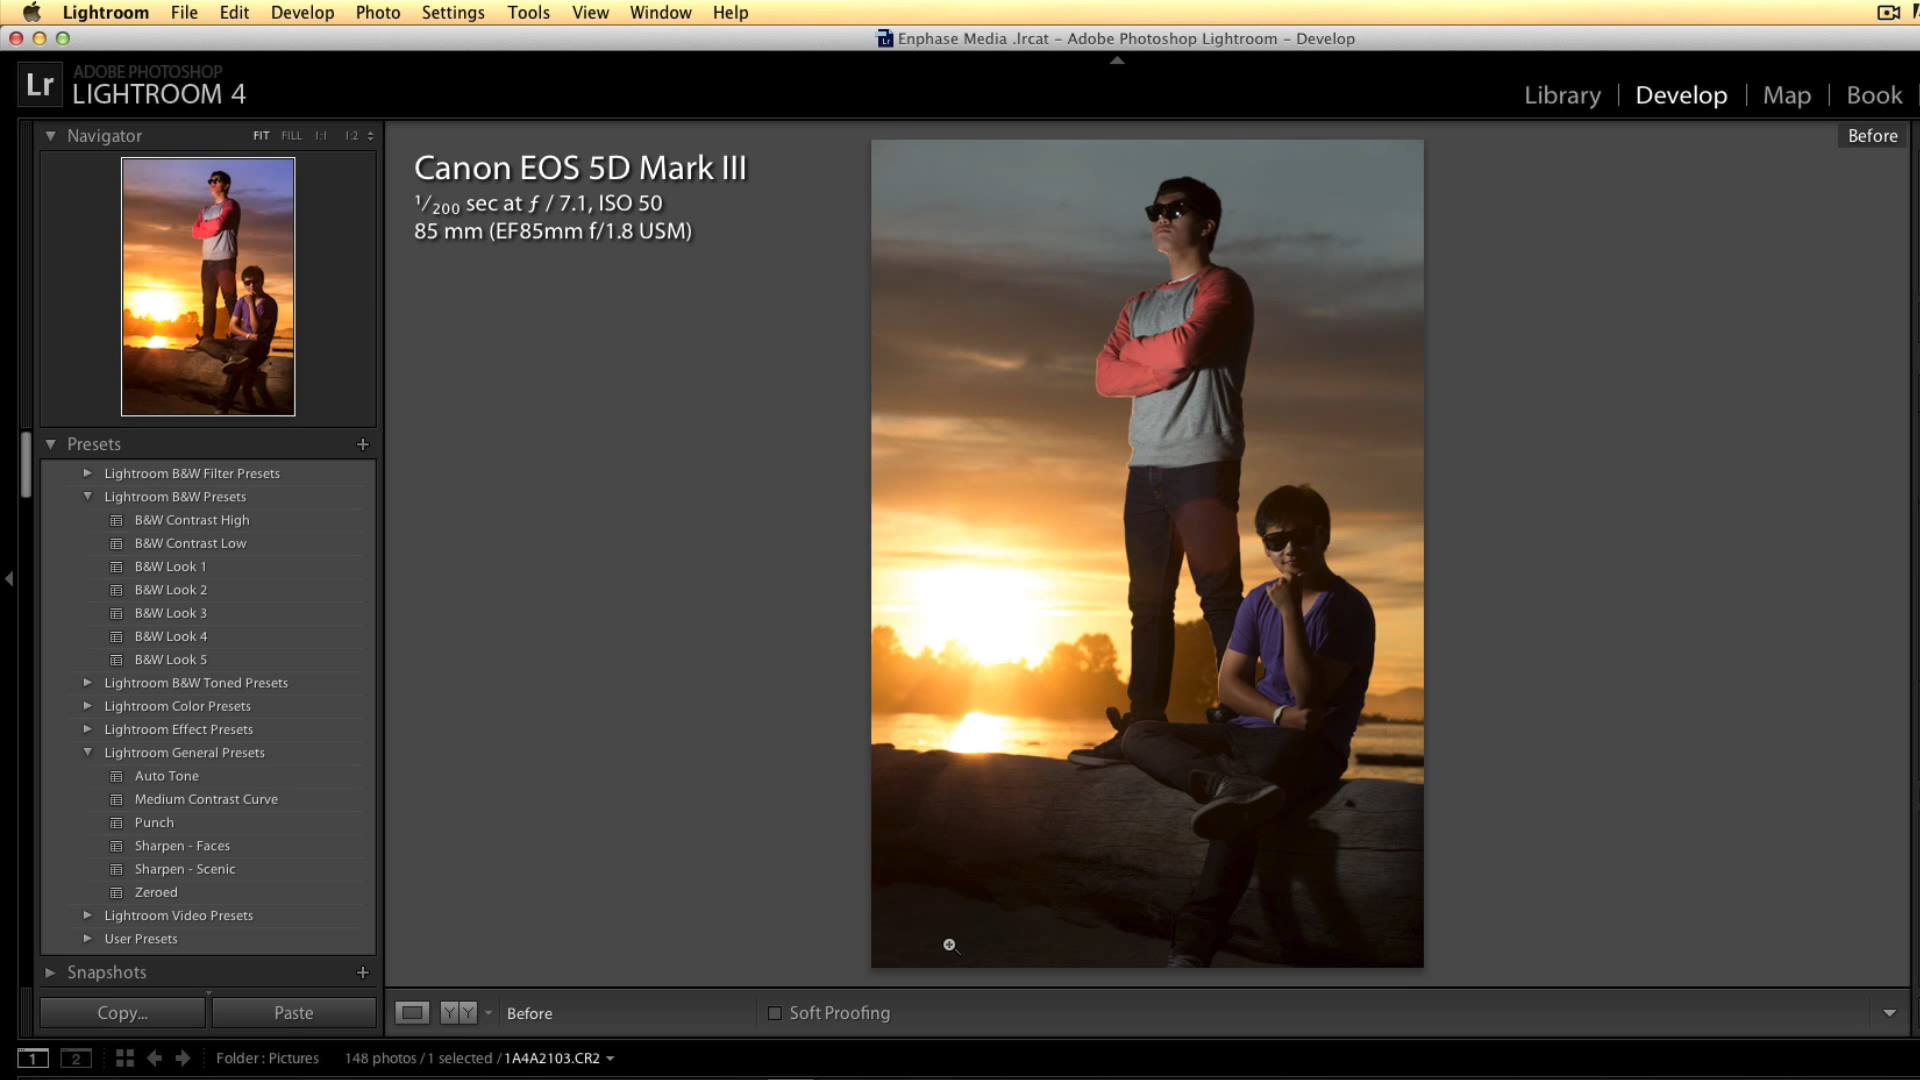 Lightroom File Edit Develop Photo Settings Tools View Window Help
Enphase Media .lrcat – Adobe Photoshop Lightroom – Develop
Lr ADOBE PHOTOSHOP
LIGHTROOM 4
Library | Develop | Map | Book
Navigator FIT FILL 1:1 1:2
Before
Canon EOS 5D Mark III
1/200 sec at ƒ / 7.1, ISO 50
85 mm (EF85mm f/1.8 USM)
Presets +
Lightroom B&W Filter Presets
Lightroom B&W Presets
B&W Contrast High
B&W Contrast Low
B&W Look 1
B&W Look 2
B&W Look 3
B&W Look 4
B&W Look 5
Lightroom B&W Toned Presets
Lightroom Color Presets
Lightroom Effect Presets
Lightroom General Presets
Auto Tone
Medium Contrast Curve
Punch
Sharpen - Faces
Sharpen - Scenic
Zeroed
Lightroom Video Presets
User Presets
Snapshots +
Copy... Paste
YY Before Soft Proofing
1 2 Folder : Pictures 148 photos / 1 selected / 1A4A2103.CR2